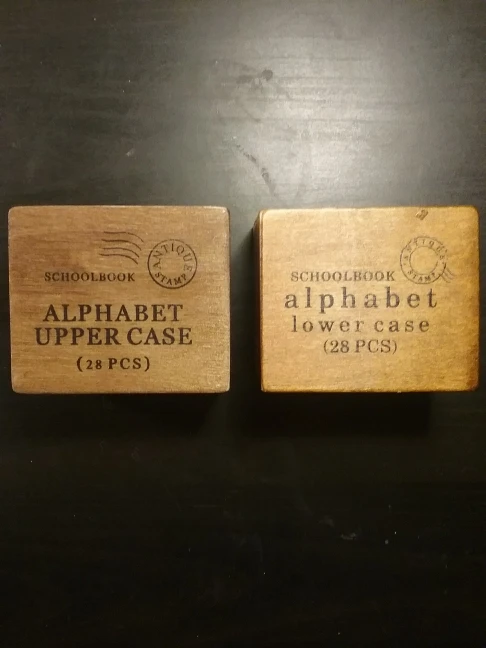 SCHOOLBOOK
ANTIQUE
STAMP
ALPHABET
UPPER CASE
(28 PCS)
SCHOOLBOOK
ANTIQUE
STAMP
alphabet
lower case
(28 PCS)